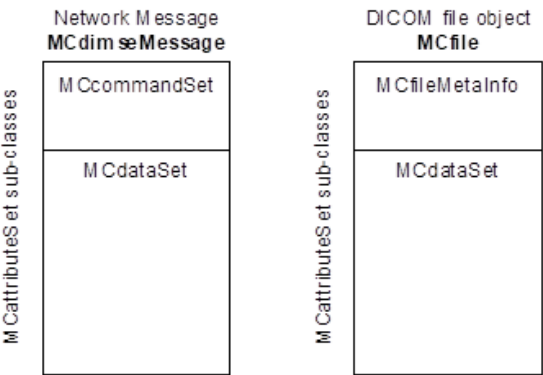 Network Message
MCdimseMessage
MCcommandSet
MCdataSet
MCattributeSet sub-classes
DICOM file object
MCfile
MCfileMetaInfo
MCdataSet
MCattributeSet sub-classes